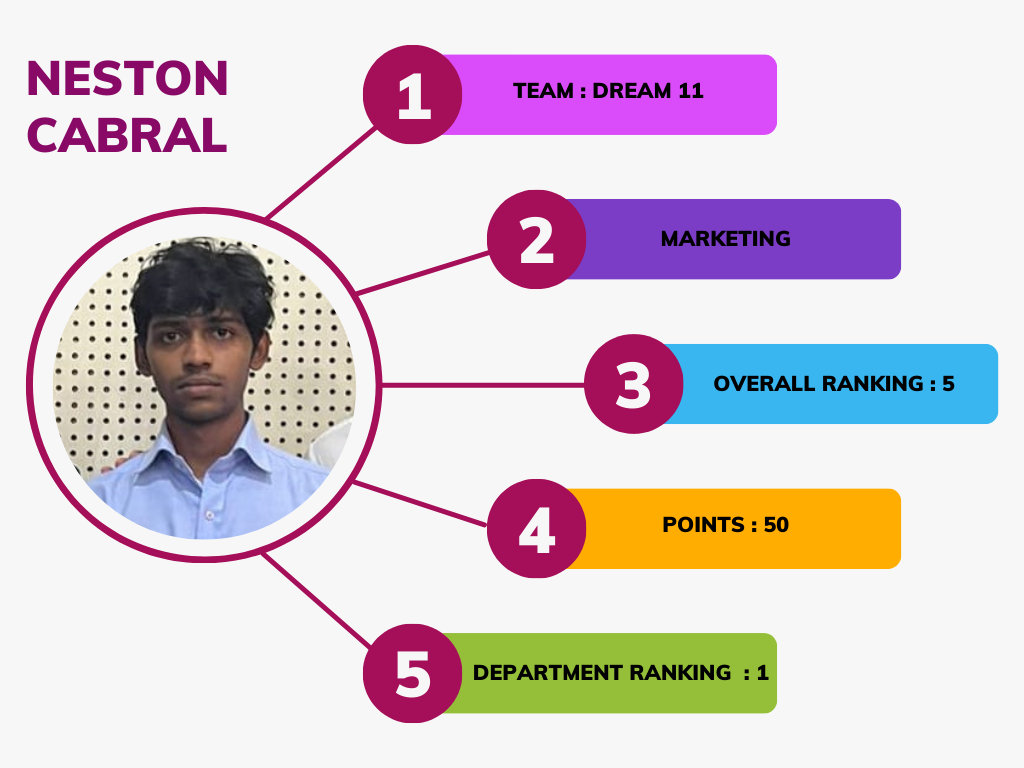 NESTON
CABRAL
1
TEAM : DREAM 11
2
MARKETING
3
OVERALL RANKING : 5
4
POINTS : 50
5
DEPARTMENT RANKING  : 1